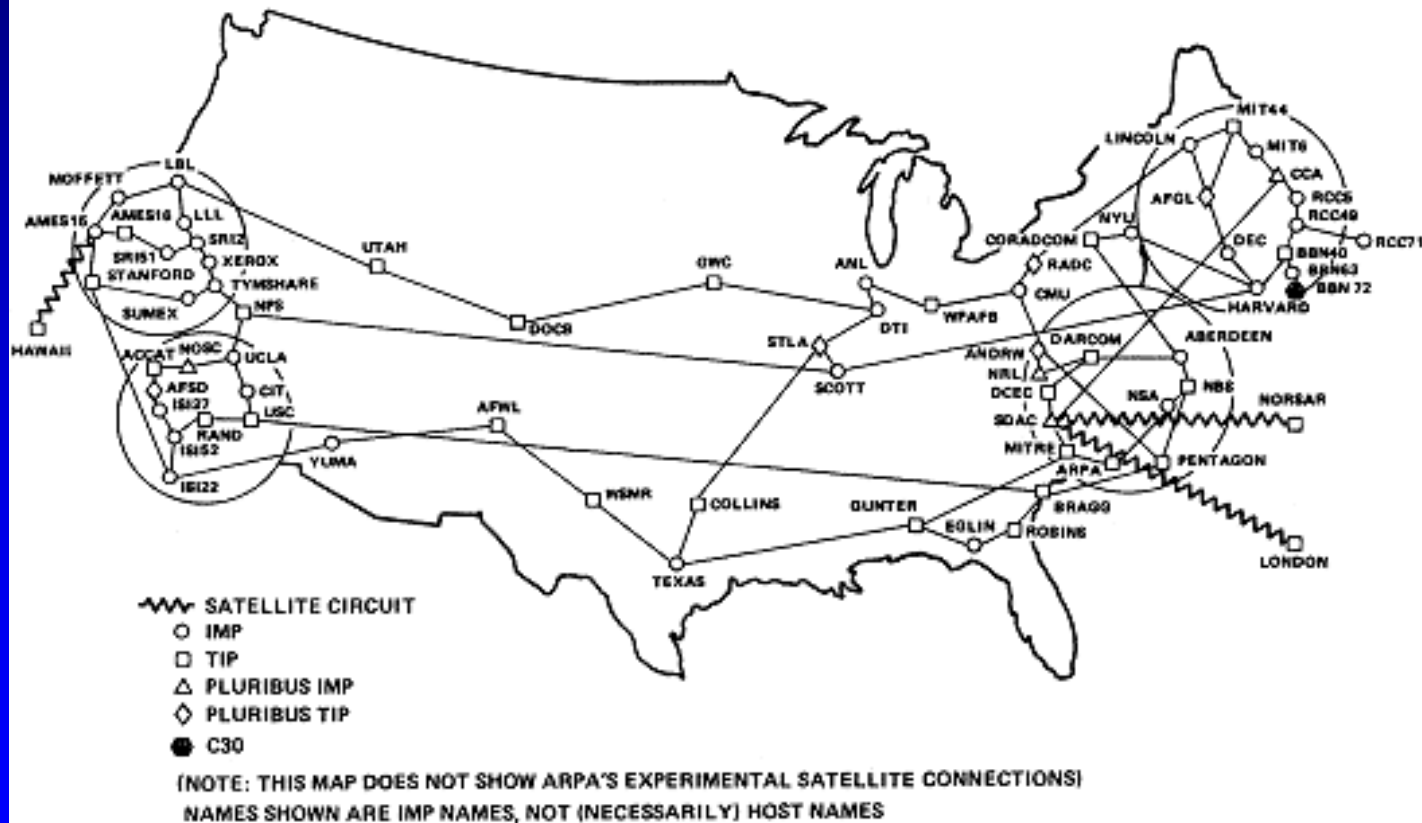 MIT44
LINCOLN
MIT6
LBL
MOFFETT
CCA
AFGL
RCC5
AMES15
AMES16
LLL
NYU
RCC49
SRI2
UTAH
CORADCOM
DEC
RCC71
SRI51
XEROX
GWC
ANL
RADC
BBN40
STANFORD
TYMSHARE
BBN63
CMU
BBN72
SUMEX
NPS
HARVARD
DOCB
DTI
WPAFB
HAWAII
STLA
DARCOM
ABERDEEN
ACCAT
NOSC
UCLA
ANDRW
SCOTT
NRL
AFSD
CIT
DCEC
NSA
NBS
NORSAR
ISI27
AFWL
USC
SDAC
RAND
ISI52
YUMA
MITRE
ARPA
PENTAGON
ISI22
WSMR
COLLINS
GUNTER
BRAGG
EGLIN
ROBINS
LONDON
TEXAS
SATELLITE CIRCUIT
IMP
TIP
PLURIBUS IMP
PLURIBUS TIP
C30
(NOTE: THIS MAP DOES NOT SHOW ARPA'S EXPERIMENTAL SATELLITE CONNECTIONS)
NAMES SHOWN ARE IMP NAMES, NOT (NECESSARILY) HOST NAMES